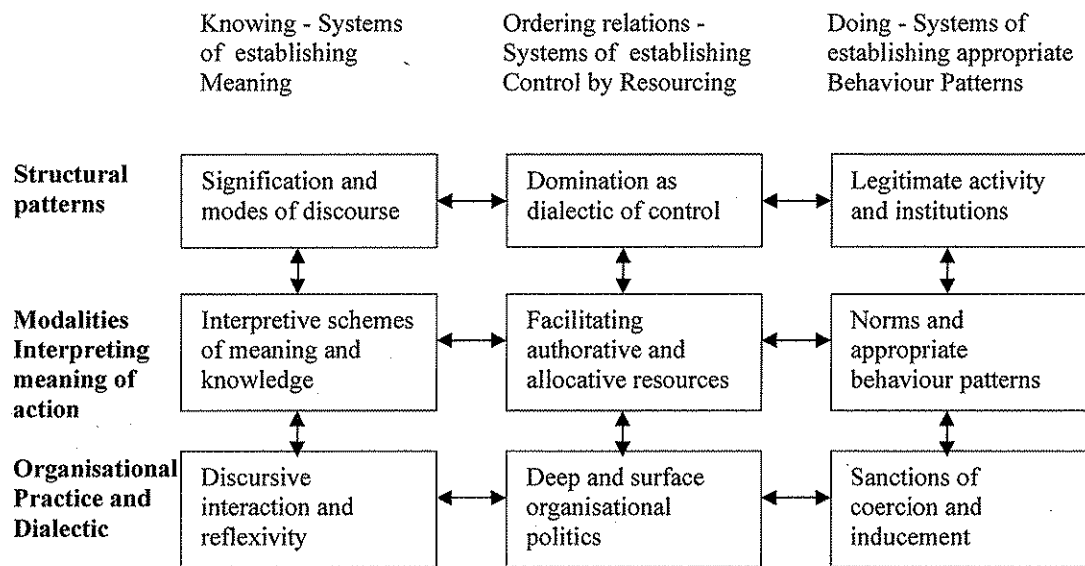 Knowing - Systems
of establishing
Meaning
Ordering relations -
Systems of establishing
Control by Resourcing
Doing - Systems of
establishing appropriate
Behaviour Patterns
Structural
patterns
Signification and
modes of discourse
Domination as
dialectic of control
Legitimate activity
and institutions
Modalities
Interpreting
meaning of
action
Interpretive schemes
of meaning and
knowledge
Facilitating
authorative and
allocative resources
Norms and
appropriate
behaviour patterns
Organisational
Practice and
Dialectic
Discursive
interaction and
reflexivity
Deep and surface
organisational
politics
Sanctions of
coercion and
inducement